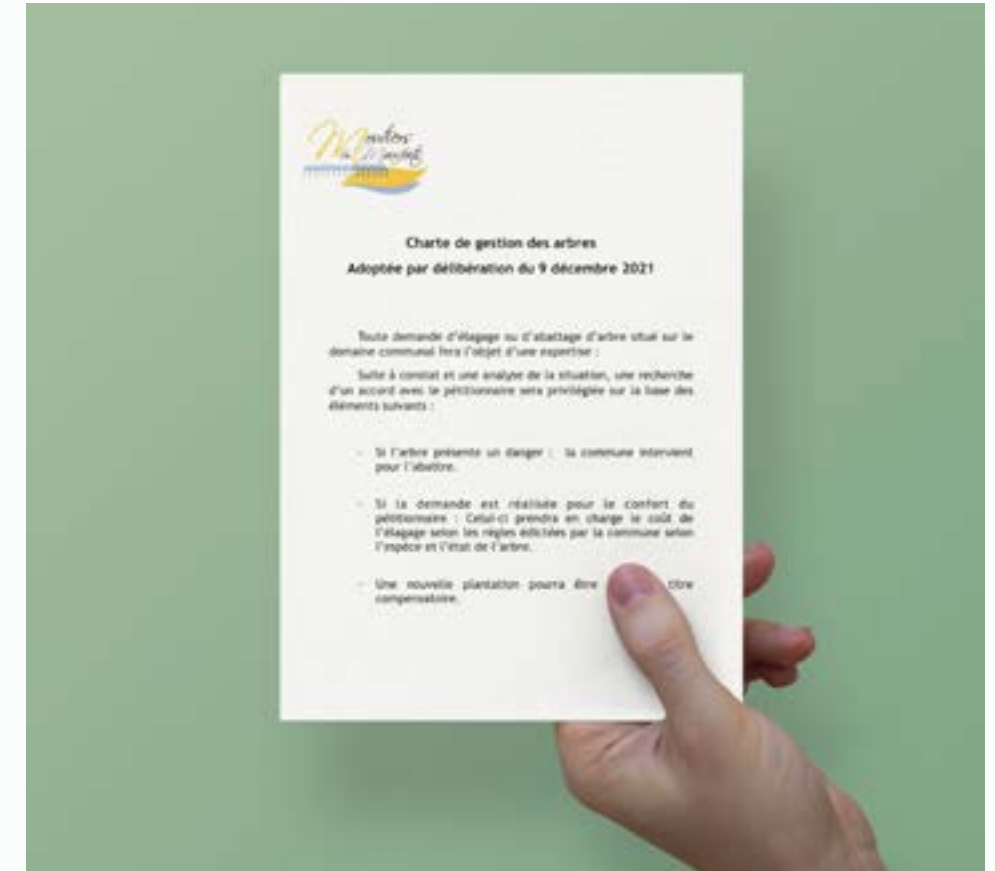 Moutiers
Charte de gestion des arbres
Adoptée par délibération du 9 décembre 2021
Toute demande d'élagage ou d'abattage d'arbre situé sur le
domaine communal fera l'objet d'une expertise :
Suite à constat et une analyse de la situation, une recherche
d'un accord avec le pétitionnaire sera privilégiée sur la base des
éléments suivants :
- Si l'arbre présente un danger : la commune intervient
pour l'abattre.
- Si la demande est réalisée pour le confort du
pétitionnaire : Celui-ci prendra en charge le coût de
l'élagage selon les règles édictées par la commune selon
l'espèce et l'état de l'arbre.
- Une nouvelle plantation pourra être titre
compensatoire.